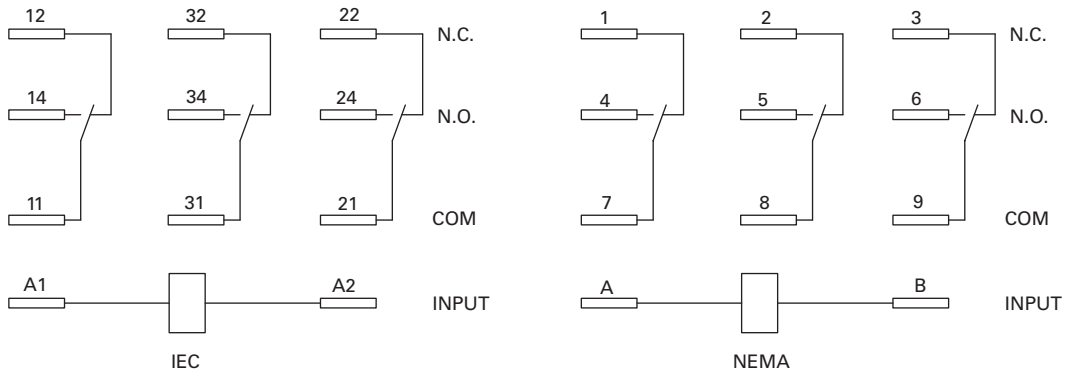 12 32 22 N.C. 1 2 3 N.C.
14 34 24 N.O. 4 5 6 N.O.
11 31 21 COM 7 8 9 COM
A1 A2 INPUT A B INPUT
IEC NEMA